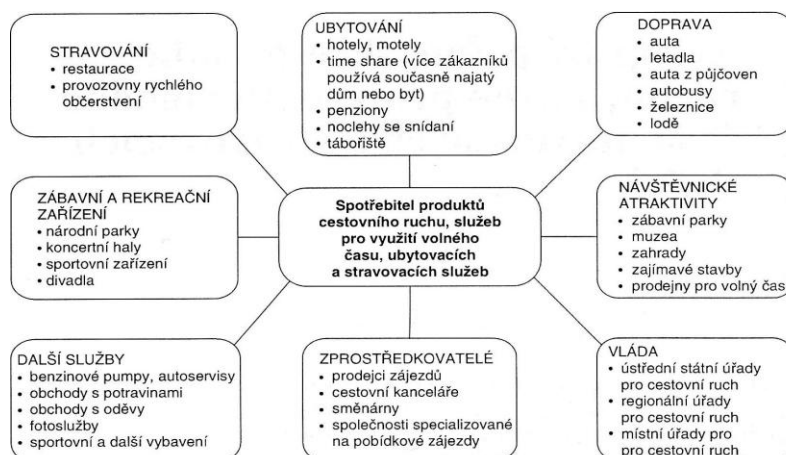 STRAVOVÁNÍ
• restaurace
• provozovny rychlého
občerstvení
UBYTOVÁNÍ
• hotely, motely
• time share (více zákazníků
používá současně najatý
dům nebo byt)
• penziony
• noclehy se snídaní
• tábořiště
DOPRAVA
• auta
• letadla
• auta z půjčoven
• autobusy
• železnice
• lodě
ZÁBAVNÍ A REKREAČNÍ
ZAŘÍZENÍ
• národní parky
• koncertní haly
• sportovní zařízení
• divadla
Spotřebitel produktů
cestovního ruchu, služeb
pro využití volného
času, ubytovacích
a stravovacích služeb
NÁVŠTĚVNICKÉ
ATRAKTIVITY
• zábavní parky
• muzea
• zahrady
• zajímavé stavby
• prodejny pro volný čas
DALŠÍ SLUŽBY
• benzinové pumpy, autoservisy
• obchody s potravinami
• obchody s oděvy
• fotoslužby
• sportovní a další vybavení
ZPROSTŘEDKOVATELÉ
• prodejci zájezdů
• cestovní kanceláře
• směnárny
• společnosti specializované
na pobídkové zájezdy
VLÁDA
• ústřední státní úřady
pro cestovní ruch
• regionální úřady
pro cestovní ruch
• místní úřady pro
pro cestovní ruch